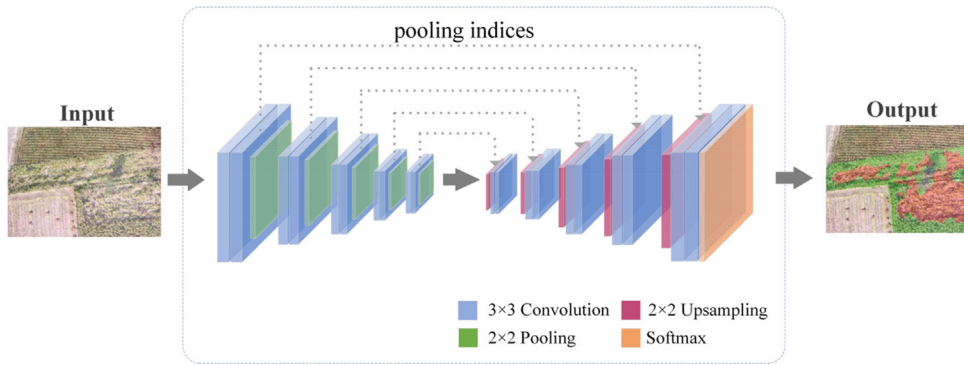 pooling indices
Input
Output
3×3 Convolution
2×2 Upsampling
2×2 Pooling
Softmax